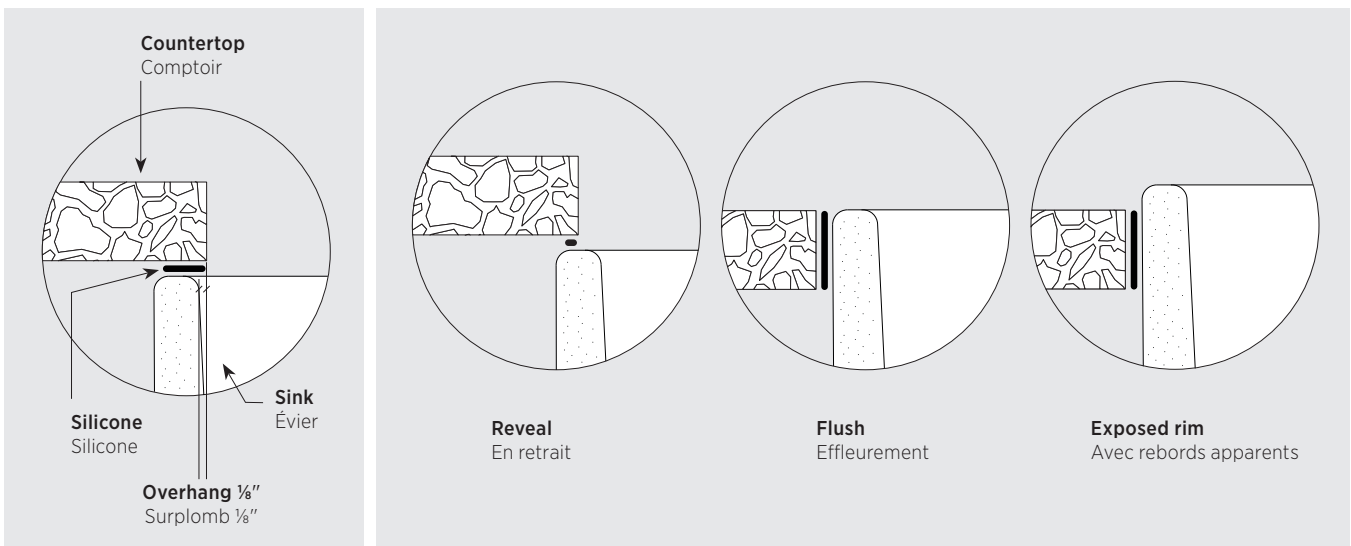 Countertop
Comptoir
Silicone
Silicone
Sink
Évier
Overhang ⅛"
Surplomb ⅛"
Reveal
En retrait
Flush
Effleurement
Exposed rim
Avec rebords apparents